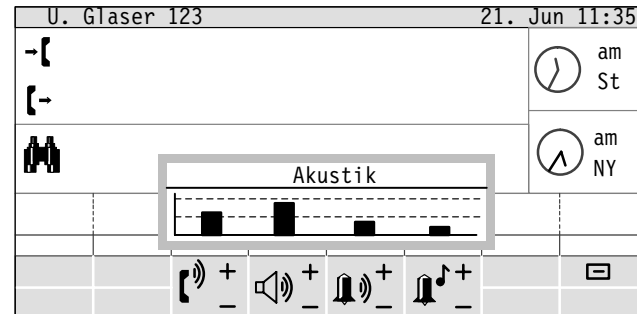 U. Glaser 123 21. Jun 11:35
am
St
am
NY
Akustik
+ + + +
– – – –